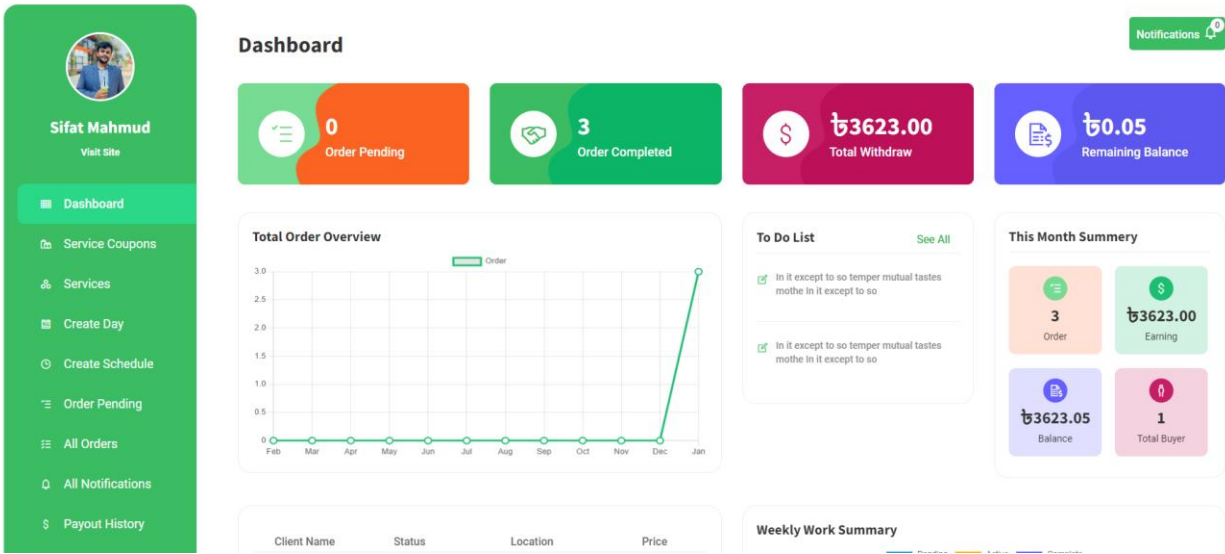 Sifat Mahmud
Visit Site
Dashboard
Service Coupons
Services
Create Day
Create Schedule
Order Pending
All Orders
All Notifications
Payout History
Dashboard
Notifications 0
0
Order Pending
3
Order Completed
৳3623.00
Total Withdraw
৳0.05
Remaining Balance
Total Order Overview
Order
3.0
2.5
2.0
1.5
1.0
0.5
0
Feb Mar Apr May Jun Jul Aug Sep Oct Nov Dec Jan
To Do List See All
In it except to so temper mutual tastes
mothe in it except to so
In it except to so temper mutual tastes
mothe in it except to so
This Month Summery
3
Order
৳3623.00
Earning
৳3623.05
Balance
1
Total Buyer
Client Name Status Location Price
Weekly Work Summary
Pending Active Complete